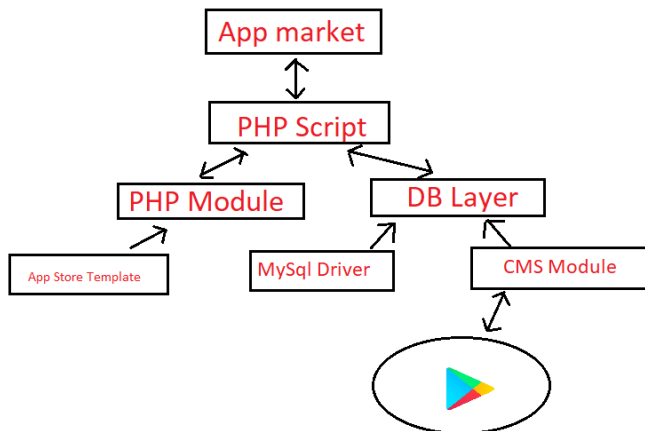 App market
PHP Script
PHP Module
DB Layer
App Store Template
MySql Driver
CMS Module